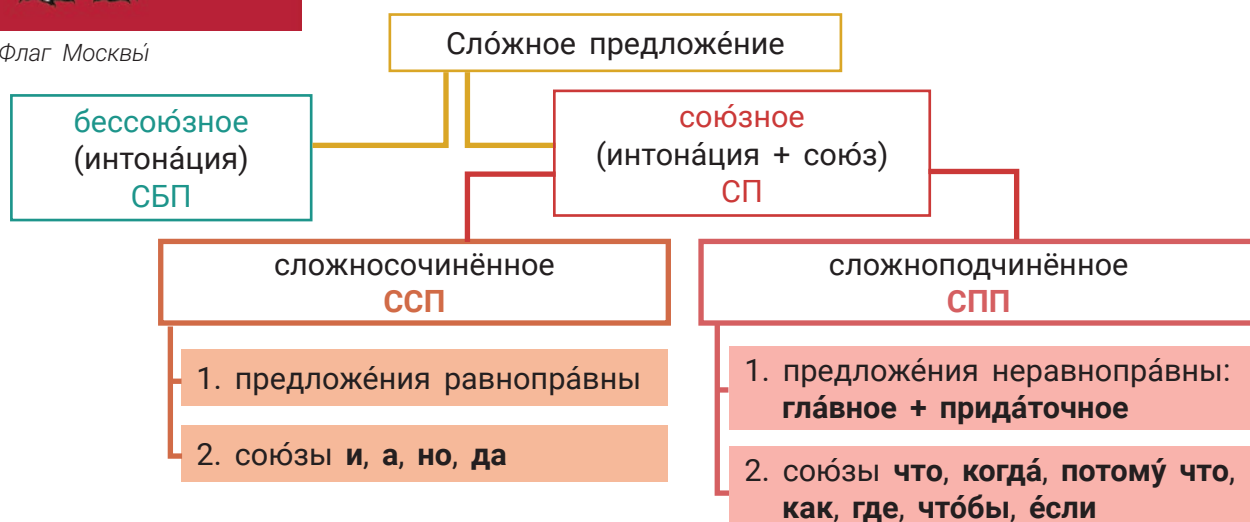 Флаг Москвы́
Сло́жное предложе́ние
бессою́зное
(интона́ция)
СБП
сою́зное
(интона́ция + сою́з)
СП
сложносочинённое
ССП
1. предложе́ния равнопра́вны
2. сою́зы и, а, но, да
сложноподчинённое
СПП
1. предложе́ния неравнопра́вны:
гла́вное + прида́точное
2. сою́зы что, когда́, потому́ что,
как, где, что́бы, е́сли